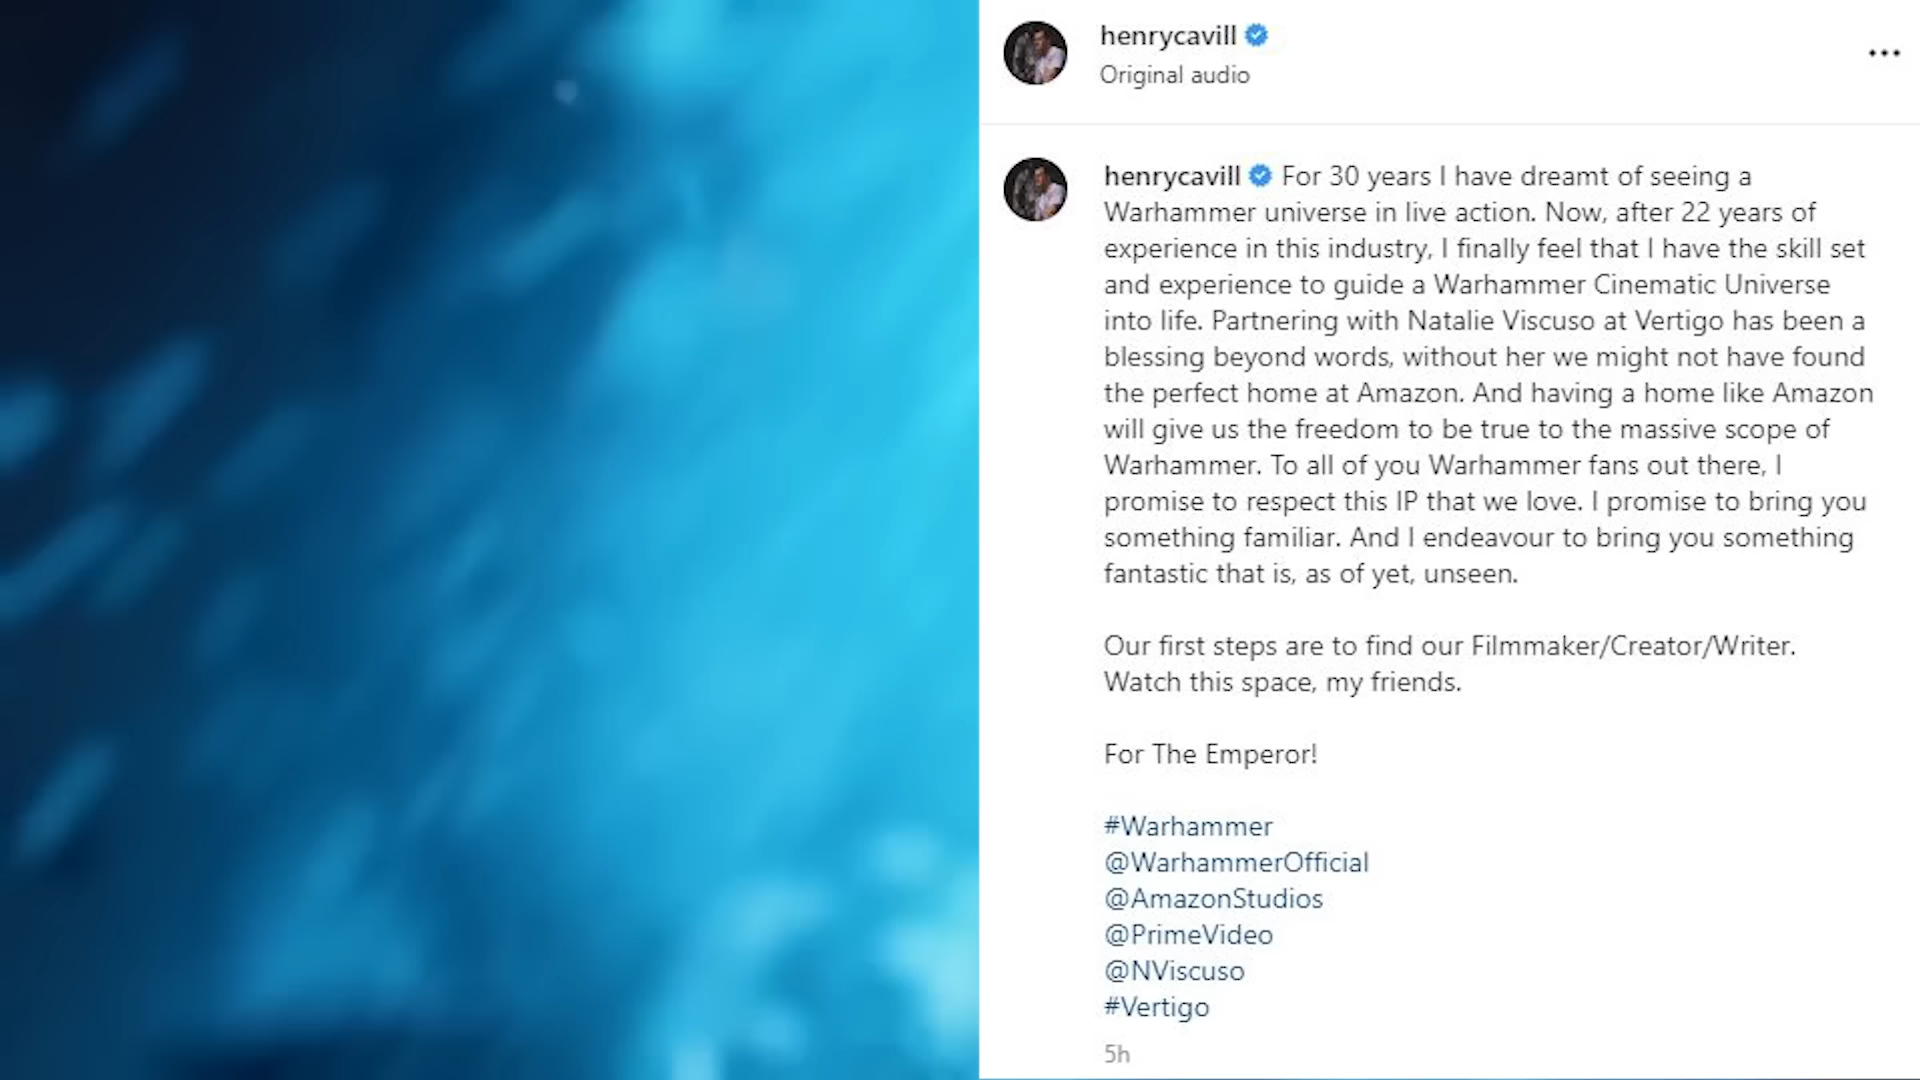 henrycavill
Original audio
henrycavill For 30 years I have dreamt of seeing a
Warhammer universe in live action. Now, after 22 years of
experience in this industry, I finally feel that I have the skill set
and experience to guide a Warhammer Cinematic Universe
into life. Partnering with Natalie Viscuso at Vertigo has been a
blessing beyond words, without her we might not have found
the perfect home at Amazon. And having a home like Amazon
will give us the freedom to be true to the massive scope of
Warhammer. To all of you Warhammer fans out there, I
promise to respect this IP that we love. I promise to bring you
something familiar. And I endeavour to bring you something
fantastic that is, as of yet, unseen.
Our first steps are to find our Filmmaker/Creator/Writer.
Watch this space, my friends.
For The Emperor!
#Warhammer
@WarhammerOfficial
@AmazonStudios
@PrimeVideo
@NViscuso
#Vertigo
5h